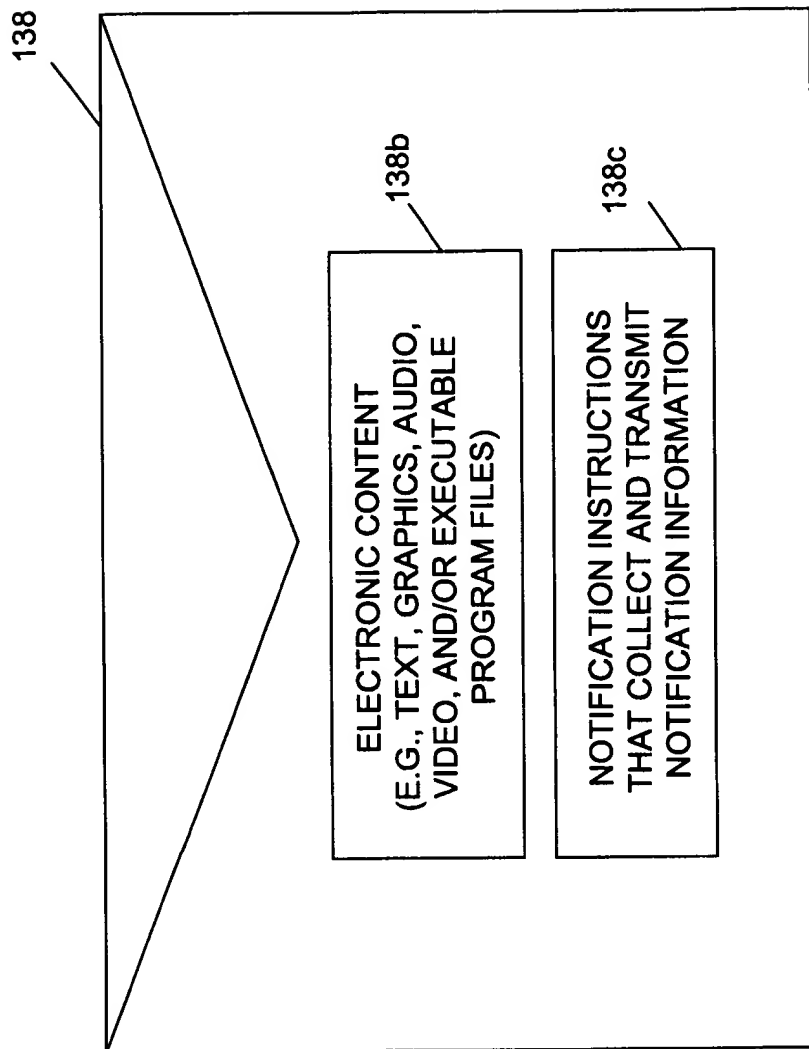 138
138b
ELECTRONIC CONTENT
(E.G., TEXT, GRAPHICS, AUDIO,
VIDEO, AND/OR EXECUTABLE
PROGRAM FILES)
138c
NOTIFICATION INSTRUCTIONS
THAT COLLECT AND TRANSMIT
NOTIFICATION INFORMATION